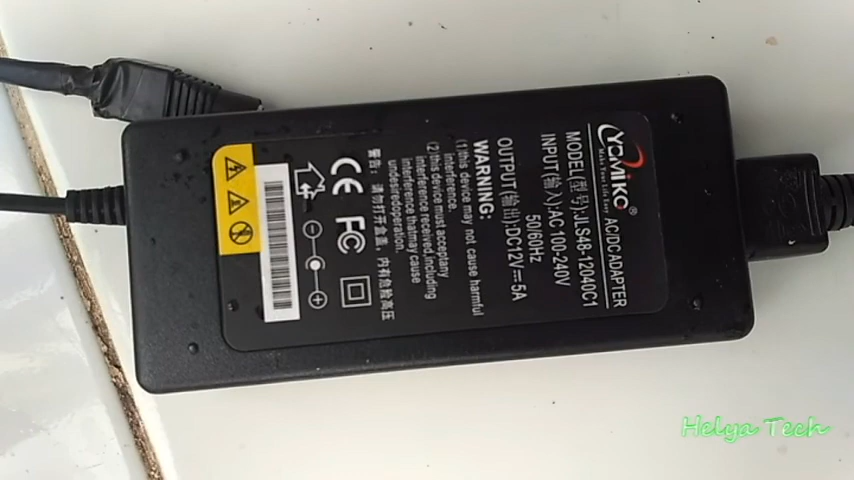 YOMIKO®
Make Your Life Easy
AC/DC ADAPTER
MODEL(型号):JLS48-12040C1
INPUT(输入):AC 100-240V
50/60Hz
OUTPUT(输出):DC12V⎓5A
WARNING:
(1)this device may not cause harmful
interference.
(2)this device must acceptany
interference received,including
interference thatmay cause
undesiredoperation.
CE FC
警告：请勿打开盒盖，内有危险高压
Helya Tech